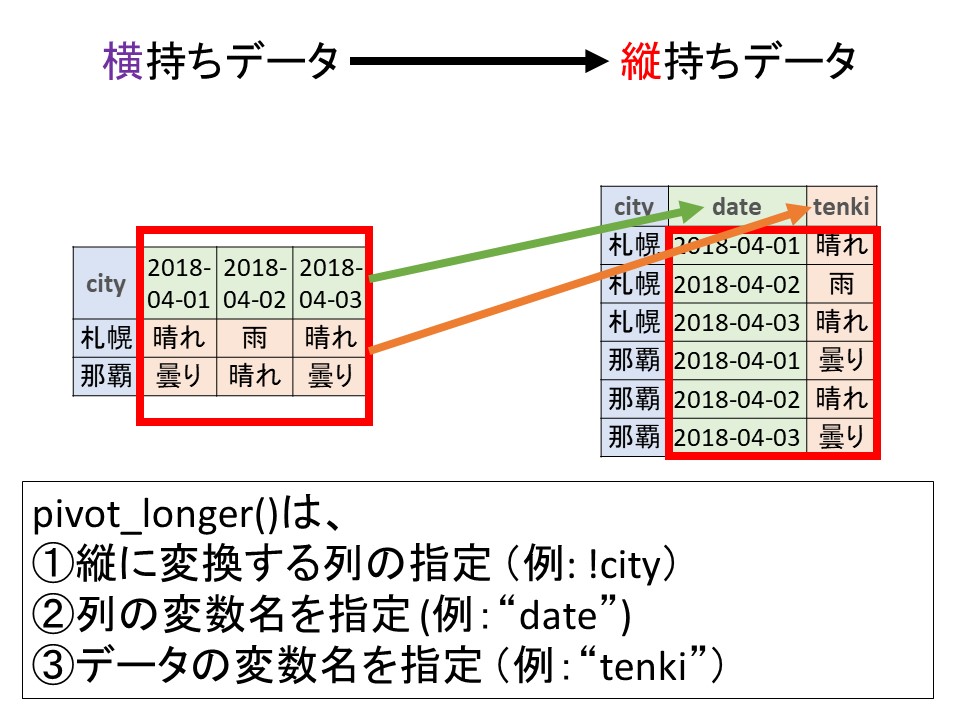 横持ちデータ 縦持ちデータ
city 2018-04-01 2018-04-02 2018-04-03
札幌 晴れ 雨 晴れ
那覇 曇り 晴れ 曇り
city date tenki
札幌 2018-04-01 晴れ
札幌 2018-04-02 雨
札幌 2018-04-03 晴れ
那覇 2018-04-01 曇り
那覇 2018-04-02 晴れ
那覇 2018-04-03 曇り
pivot_longer()は、
①縦に変換する列の指定（例: !city）
②列の変数名を指定 (例：“date”)
③データの変数名を指定（例：“tenki”）